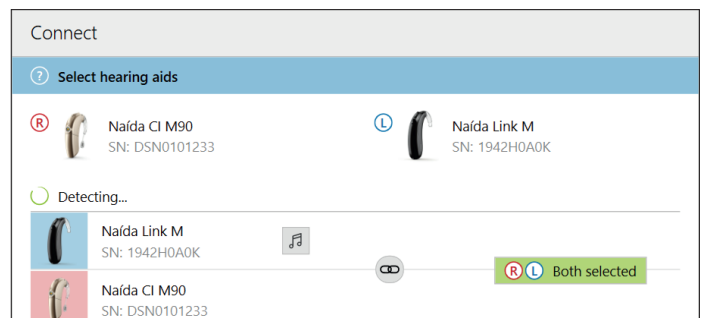 Connect
? Select hearing aids
R Naída CI M90
SN: DSN0101233
L Naída Link M
SN: 1942H0A0K
Detecting...
Naída Link M
SN: 1942H0A0K
R L Both selected
Naída CI M90
SN: DSN0101233